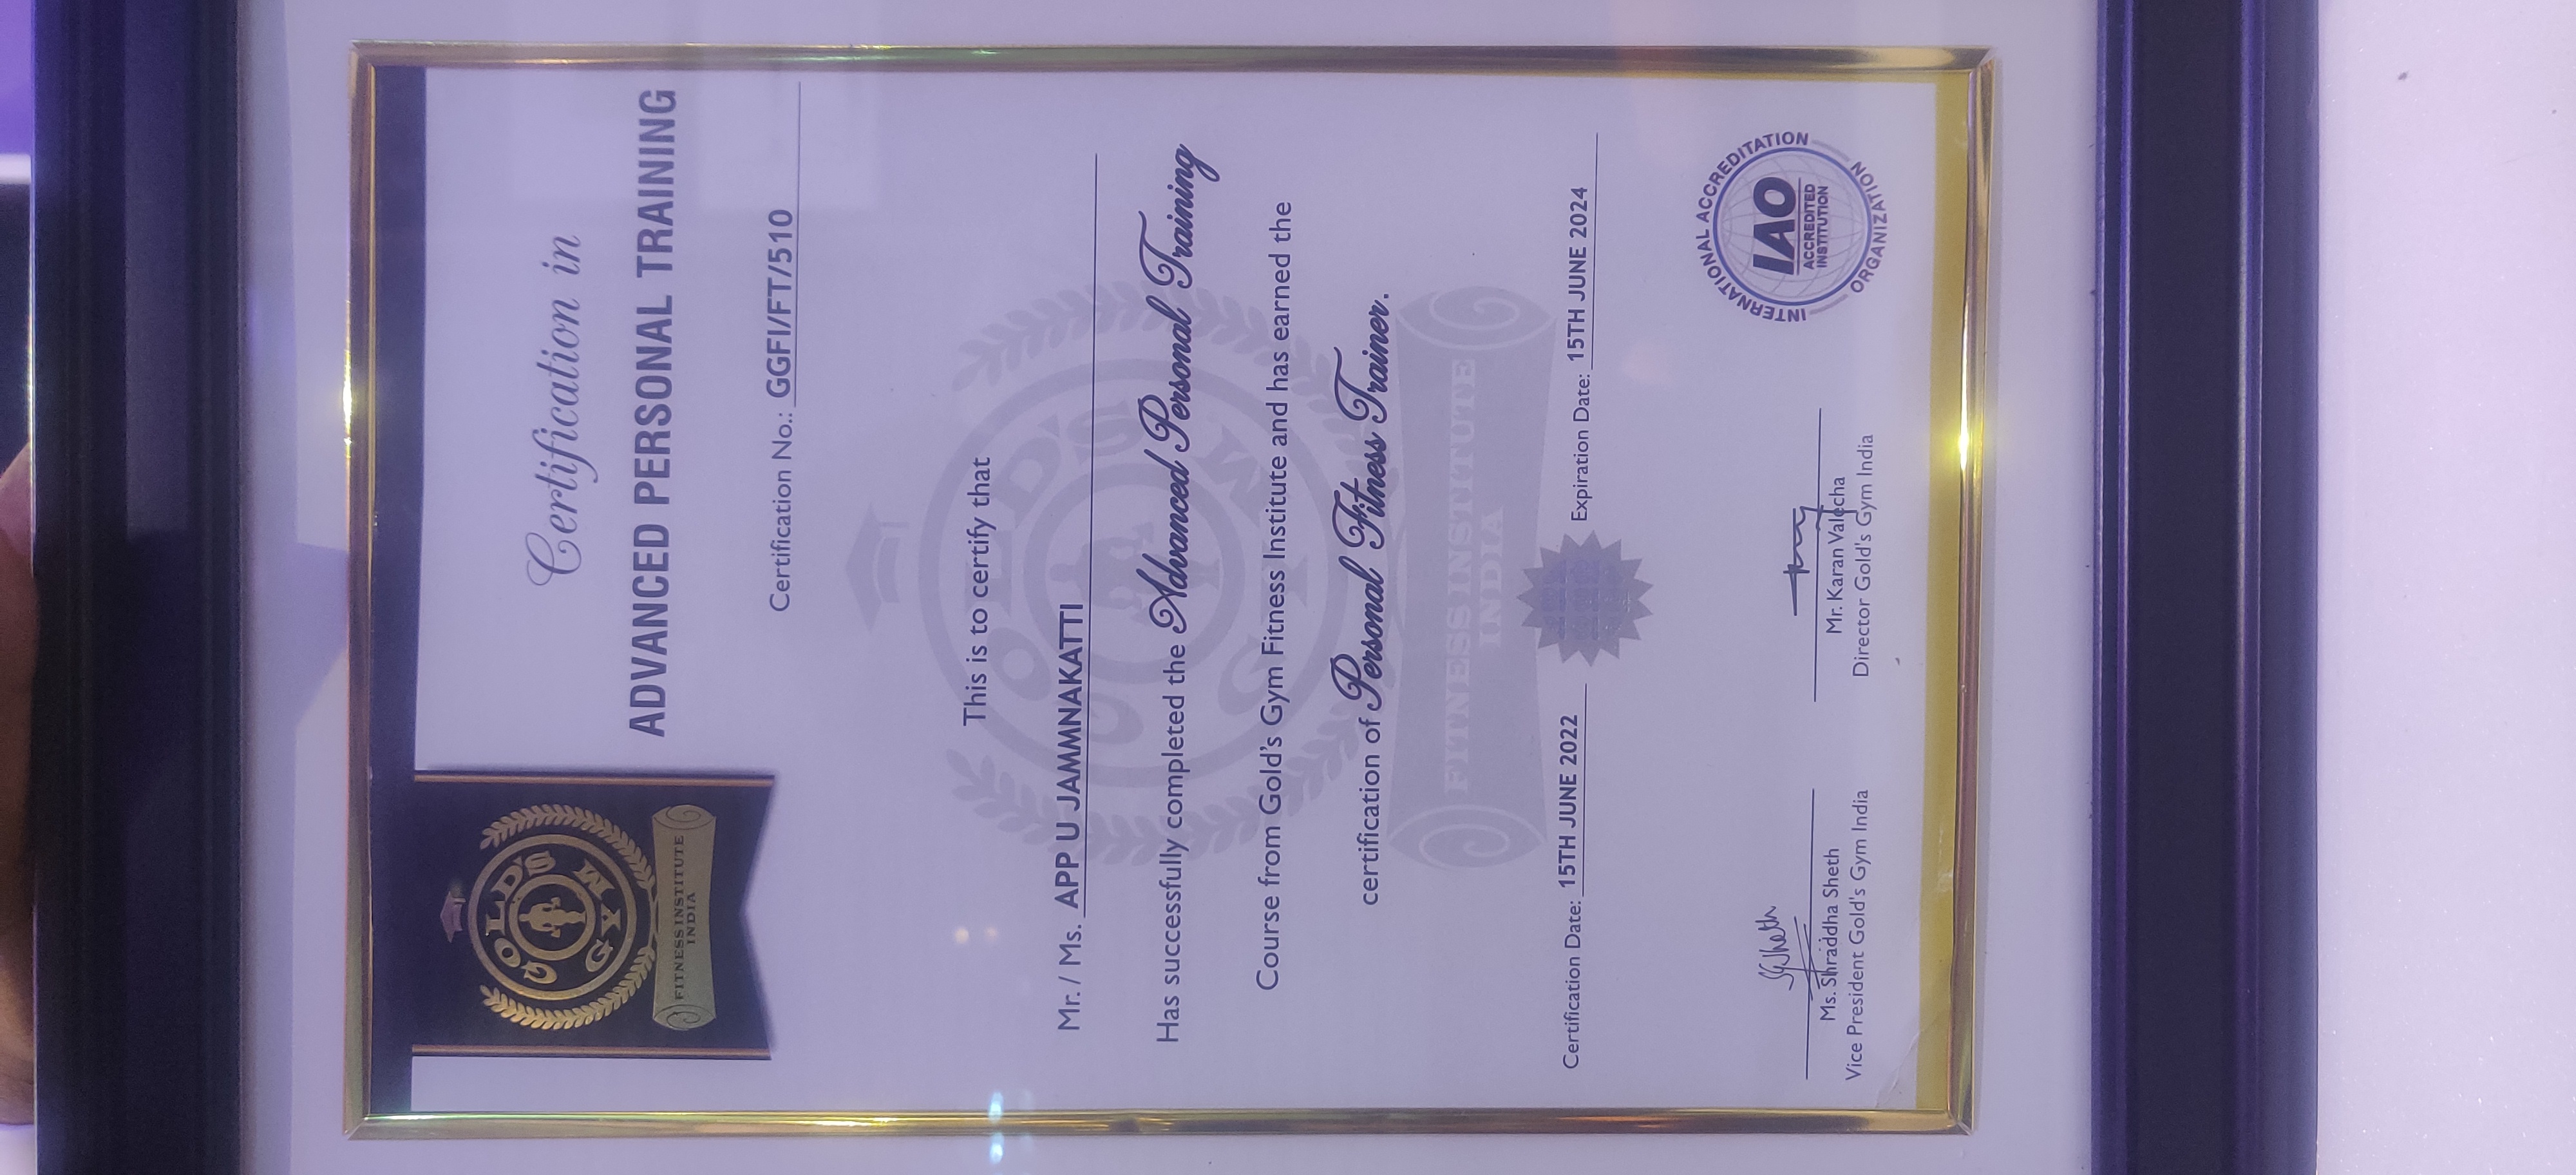 GOLD'S
GYM
FITNESS INSTITUTE
INDIA
Certification in
ADVANCED PERSONAL TRAINING
Certification No.: GGFI/FT/510
This is to certify that
Mr. / Ms. APP U JAMMNAKATTI
Has successfully completed the Advanced Personal Training
Course from Gold's Gym Fitness Institute and has earned the
certification of Personal Fitness Trainer.
GOLD'S
GYM
FITNESS INSTITUTE
INDIA
Certification Date: 15TH JUNE 2022
Expiration Date: 15TH JUNE 2024
SGSheth
Ms. Shraddha Sheth
Vice President Gold's Gym India
Mr. Karan Valecha
Director Gold's Gym India
INTERNATIONAL ACCREDITATION
IAO
ACCREDITED
INSTITUTION
ORGANIZATION